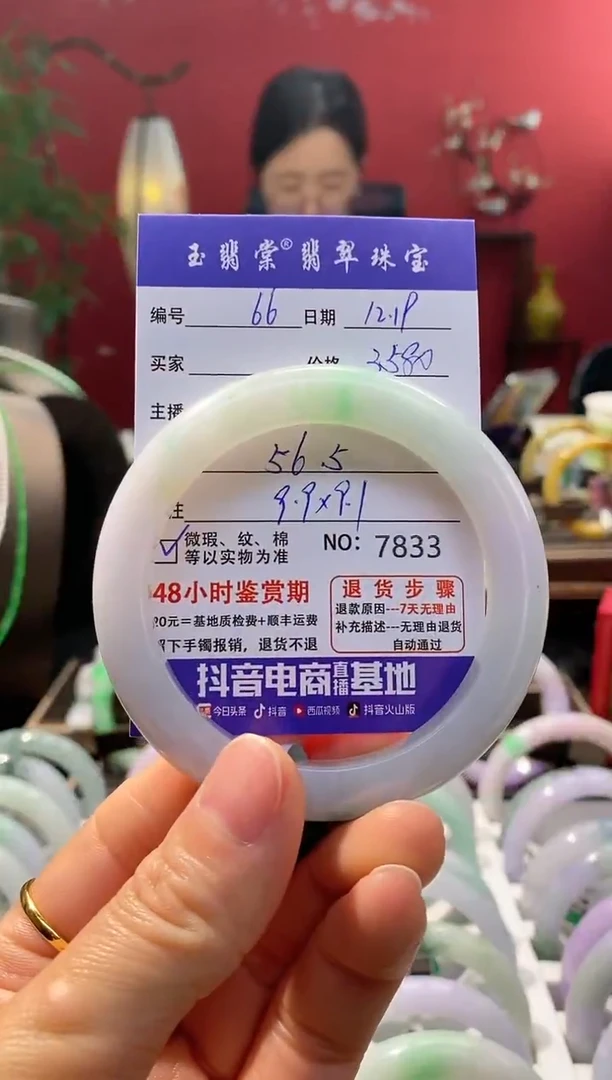 玉翡棠®翡翠珠宝
编号 66 日期 12.19
买家 价格 3580
主播
56.5
注 9.9×9.1
✓ 微瑕、纹、棉
等以实物为准
NO: 7833
48小时鉴赏期
20元=基地质检费+顺丰运费
下手镯报销，退货不退
退货步骤
退款原因---7天无理由
补充描述---无理由退货
自动通过
抖音电商直播基地
今日头条 抖音 西瓜视频 抖音火山版